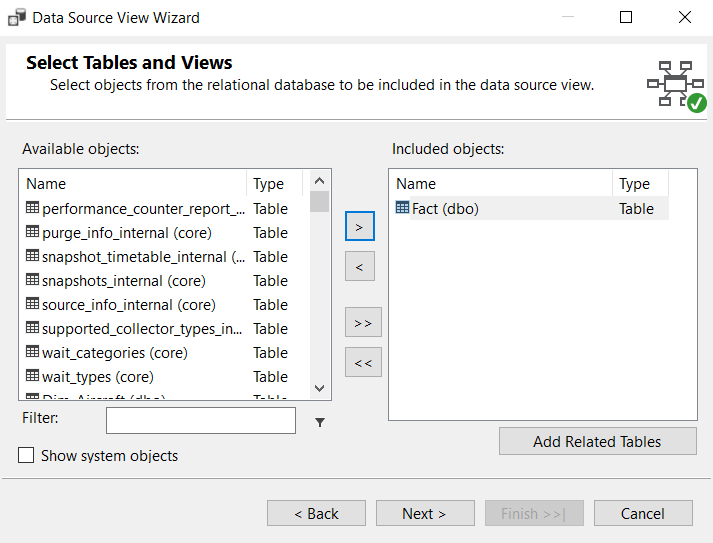 Data Source View Wizard
Select Tables and Views
Select objects from the relational database to be included in the data source view.
Available objects:
Name Type
performance_counter_report_... Table
purge_info_internal (core) Table
snapshot_timetable_internal (... Table
snapshots_internal (core) Table
source_info_internal (core) Table
supported_collector_types_in... Table
wait_categories (core) Table
wait_types (core) Table
Dim_Aircraft (dbo) Table
Filter:
Show system objects
>
<
>>
<<
Included objects:
Name Type
Fact (dbo) Table
Add Related Tables
< Back
Next >
Finish >>|
Cancel